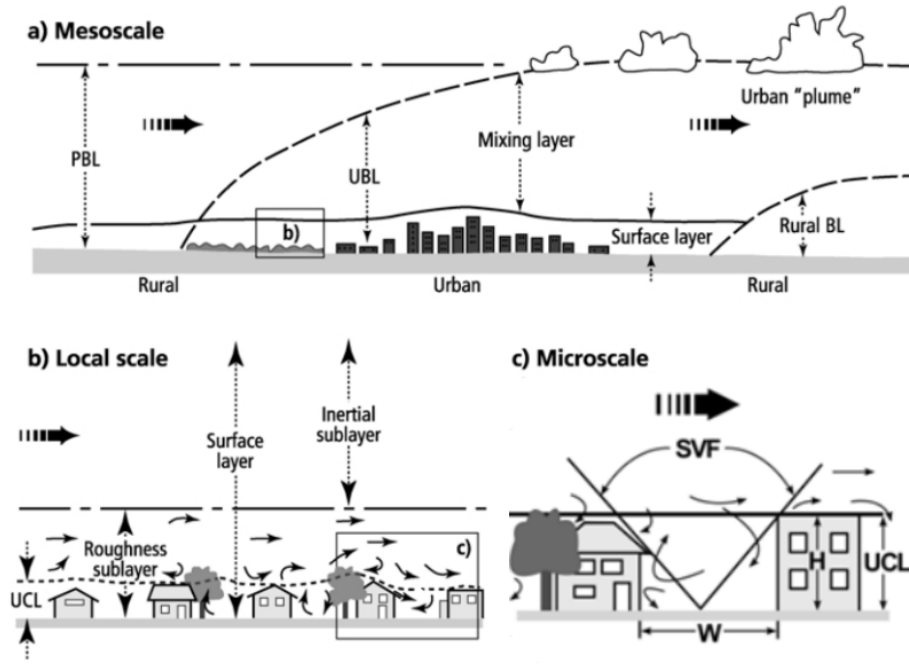 a) Mesoscale
Urban "plume"
PBL
UBL
Mixing layer
b)
Surface layer
Rural BL
Rural
Urban
Rural
b) Local scale
Surface
layer
Inertial
sublayer
Roughness
sublayer
UCL
c)
c) Microscale
SVF
H
UCL
W